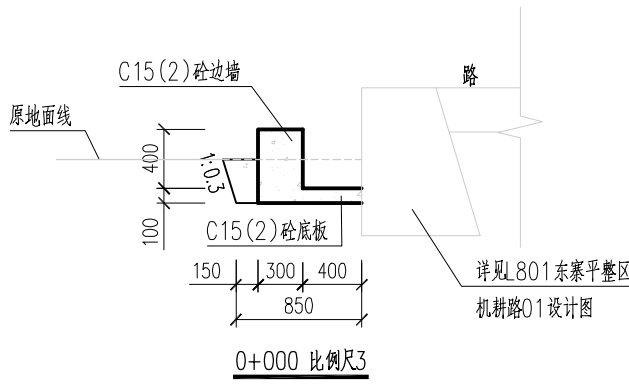 C15(2)砼边墙
路
原地面线
400
1:0.3
100
C15(2)砼底板
150
300
400
850
详见L801东寨平整区
机耕路01设计图
0+000 比例尺3